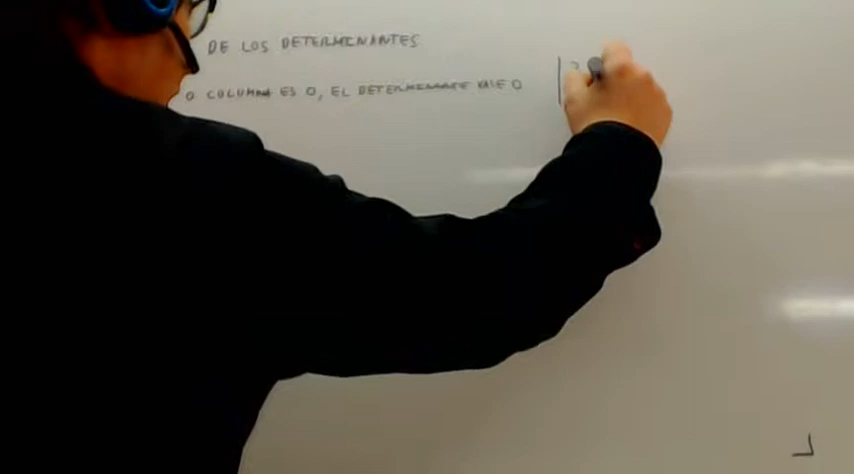 DE LOS DETERMINANTES
O COLUMNA ES 0, EL DETERMINANTE VALE 0